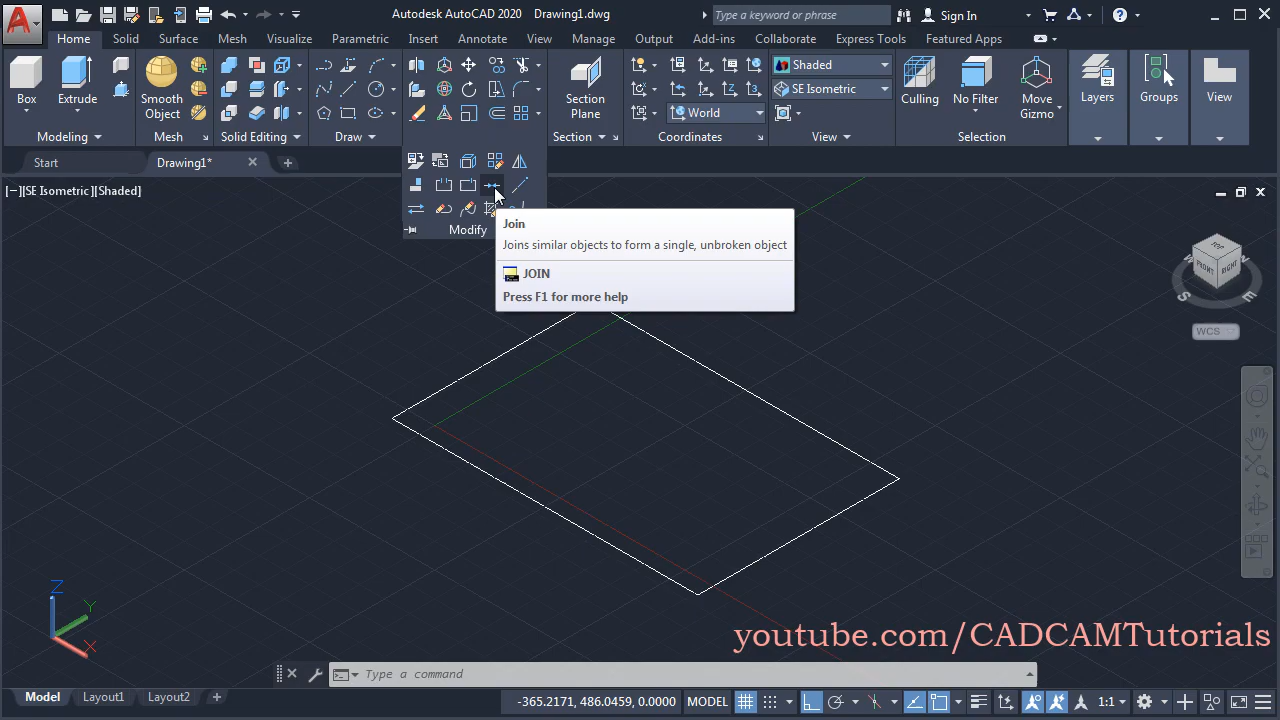 Autodesk AutoCAD 2020 Drawing1.dwg
Type a keyword or phrase
Sign In
Home Solid Surface Mesh Visualize Parametric Insert Annotate View Manage Output Add-ins Collaborate Express Tools Featured Apps
Box
Extrude
Smooth
Object
Section
Plane
Shaded
SE Isometric
World
Culling
No Filter
Move
Gizmo
Layers
Groups
View
Modeling Mesh Solid Editing Draw Section Coordinates View Selection
Start Drawing1*
[−][SE Isometric][Shaded]
Modify
Join
Joins similar objects to form a single, unbroken object
JOIN
Press F1 for more help
TOP
FRONT
RIGHT
S
E
WCS
Z
Y
X
youtube.com/CADCAMTutorials
Type a command
Model Layout1 Layout2
-365.2171, 486.0459, 0.0000 MODEL
1:1